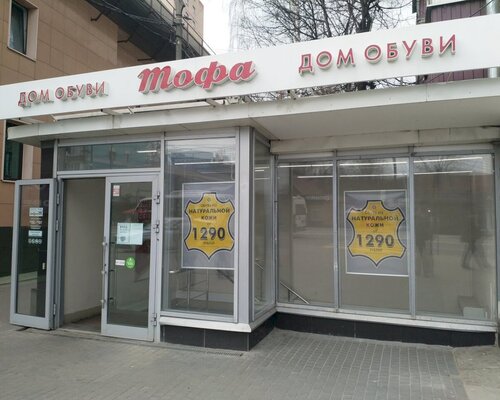 ДОМ ОБУВИ Тофа ДОМ ОБУВИ
НАТУРАЛЬНОЙ
КОЖИ
1290
НАТУРАЛЬНОЙ
КОЖИ
1290